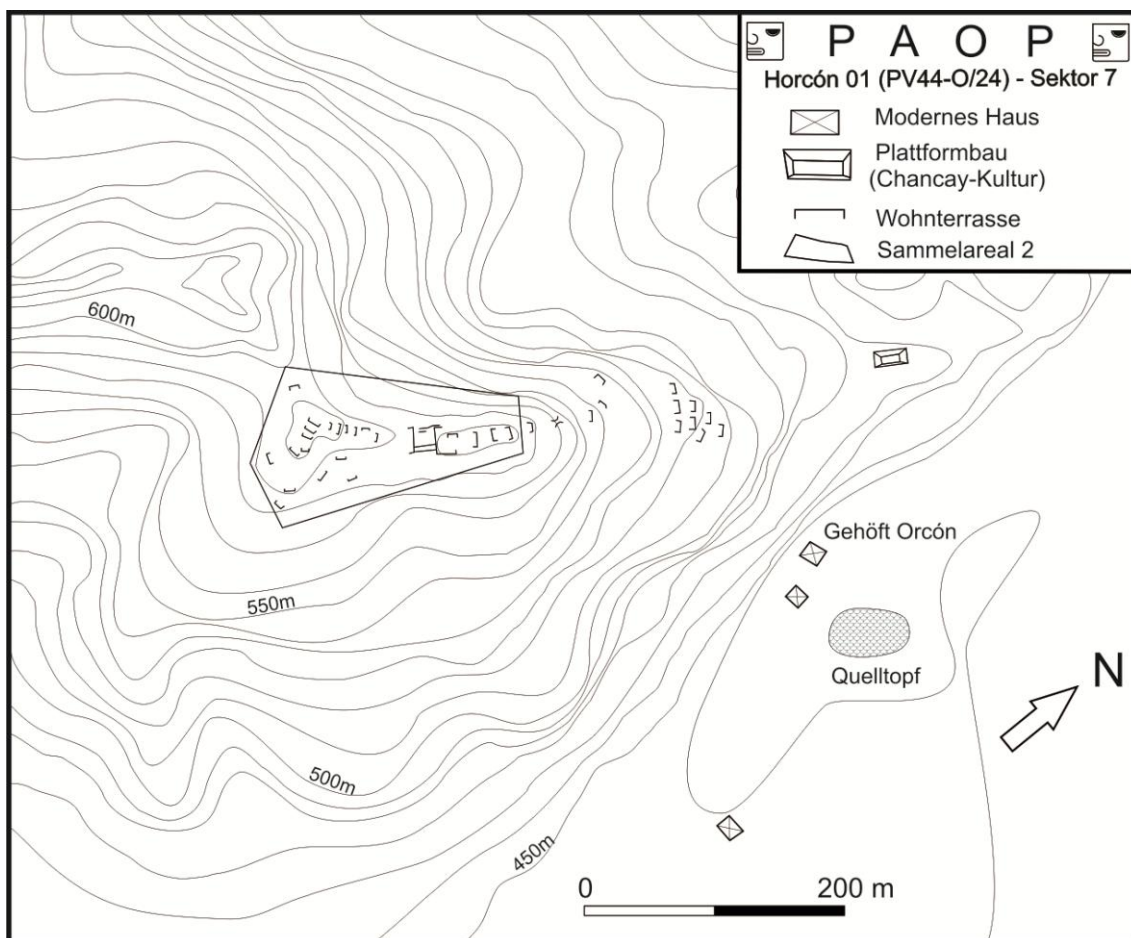 P A O P
Horcón 01 (PV44-O/24) - Sektor 7
Modernes Haus
Plattformbau
(Chancay-Kultur)
Wohnterrasse
Sammelareal 2
600m
Gehöft Orcón
550m
Quelltopf
N
500m
450m
0 200 m